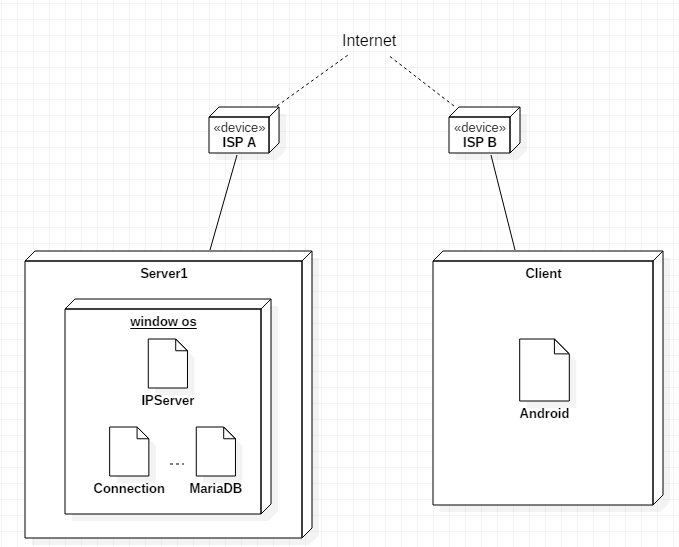 Internet
«device»
ISP A
«device»
ISP B
Server1
Client
window os
IPServer
Android
Connection
MariaDB